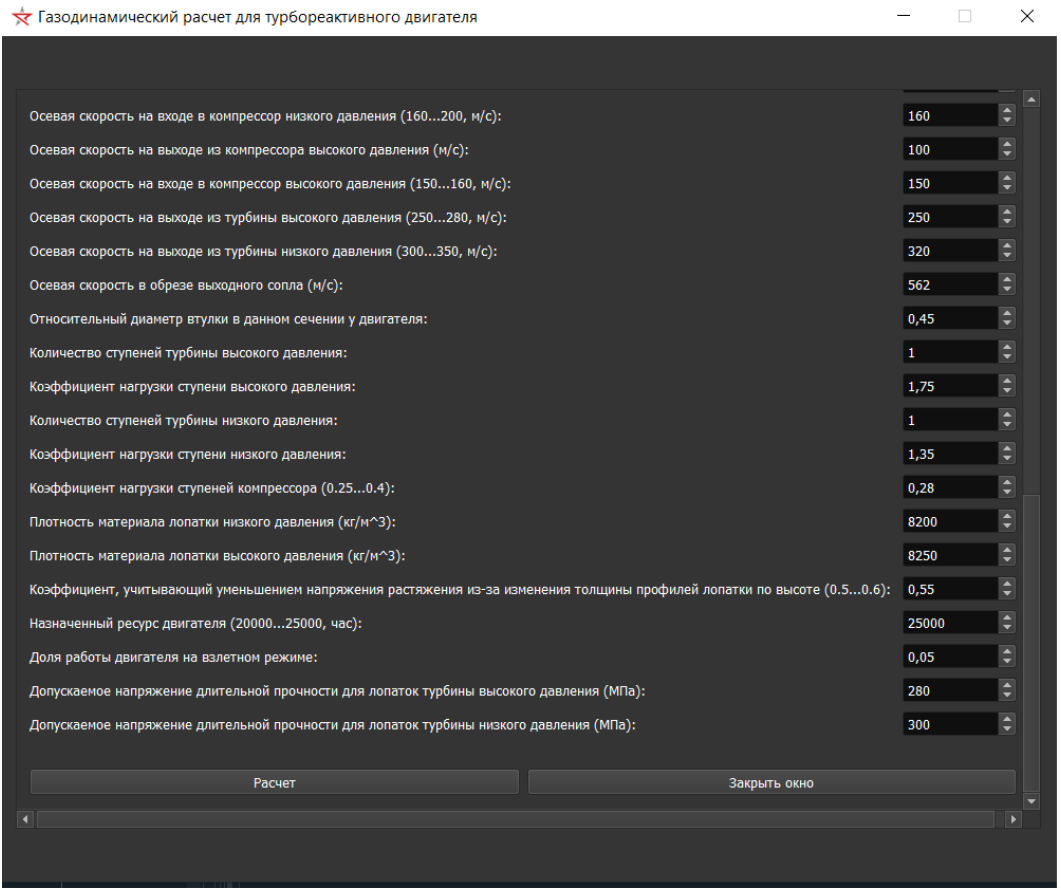 Газодинамический расчет для турбореактивного двигателя
Осевая скорость на входе в компрессор низкого давления (160...200, м/с): 160
Осевая скорость на выходе из компрессора высокого давления (м/с): 100
Осевая скорость на входе в компрессор высокого давления (150...160, м/с): 150
Осевая скорость на выходе из турбины высокого давления (250...280, м/с): 250
Осевая скорость на выходе из турбины низкого давления (300...350, м/с): 320
Осевая скорость в обрезе выходного сопла (м/с): 562
Относительный диаметр втулки в данном сечении у двигателя: 0,45
Количество ступеней турбины высокого давления: 1
Коэффициент нагрузки ступени высокого давления: 1,75
Количество ступеней турбины низкого давления: 1
Коэффициент нагрузки ступени низкого давления: 1,35
Коэффициент нагрузки ступеней компрессора (0.25...0.4): 0,28
Плотность материала лопатки низкого давления (кг/м^3): 8200
Плотность материала лопатки высокого давления (кг/м^3): 8250
Коэффициент, учитывающий уменьшением напряжения растяжения из-за изменения толщины профилей лопатки по высоте (0.5...0.6): 0,55
Назначенный ресурс двигателя (20000...25000, час): 25000
Доля работы двигателя на взлетном режиме: 0,05
Допускаемое напряжение длительной прочности для лопаток турбины высокого давления (МПа): 280
Допускаемое напряжение длительной прочности для лопаток турбины низкого давления (МПа): 300
Расчет Закрыть окно